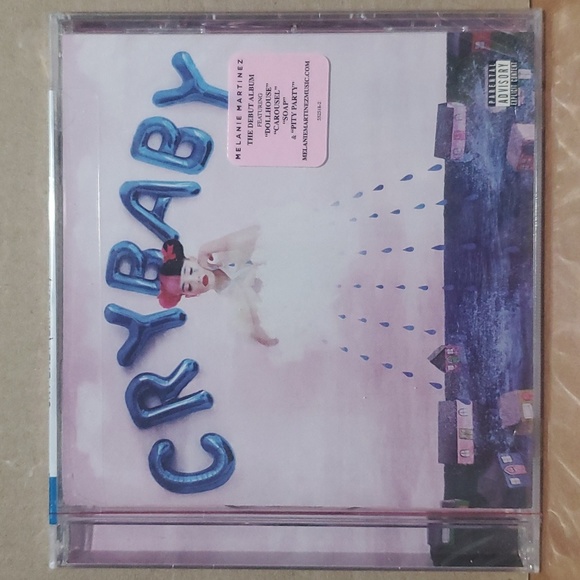 CRYBABY
MELANIE MARTINEZ
THE DEBUT ALBUM
FEATURING
"DOLLHOUSE"
"CAROUSEL"
"SOAP"
& "PITY PARTY"
MELANIEMARTINEZMUSIC.COM
PARENTAL
ADVISORY
EXPLICIT CONTENT